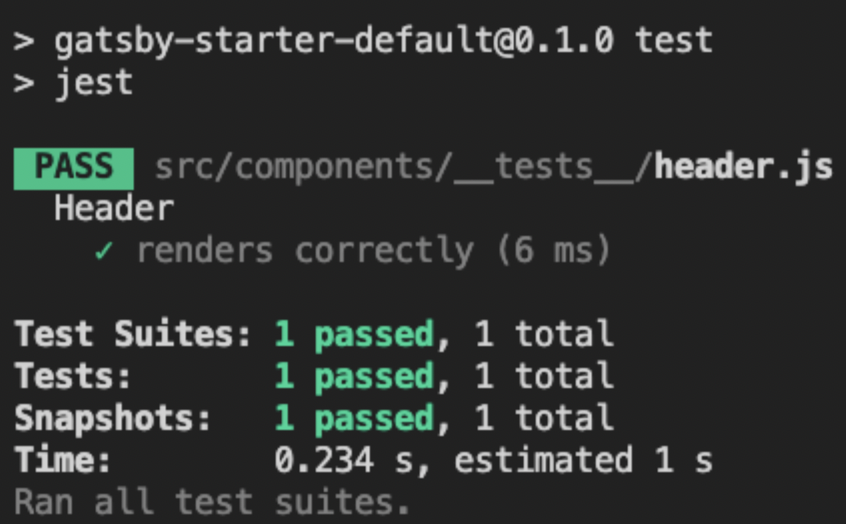 > gatsby-starter-default@0.1.0 test
> jest
PASS src/components/__tests__/header.js
Header
✓ renders correctly (6 ms)
Test Suites: 1 passed, 1 total
Tests: 1 passed, 1 total
Snapshots: 1 passed, 1 total
Time: 0.234 s, estimated 1 s
Ran all test suites.